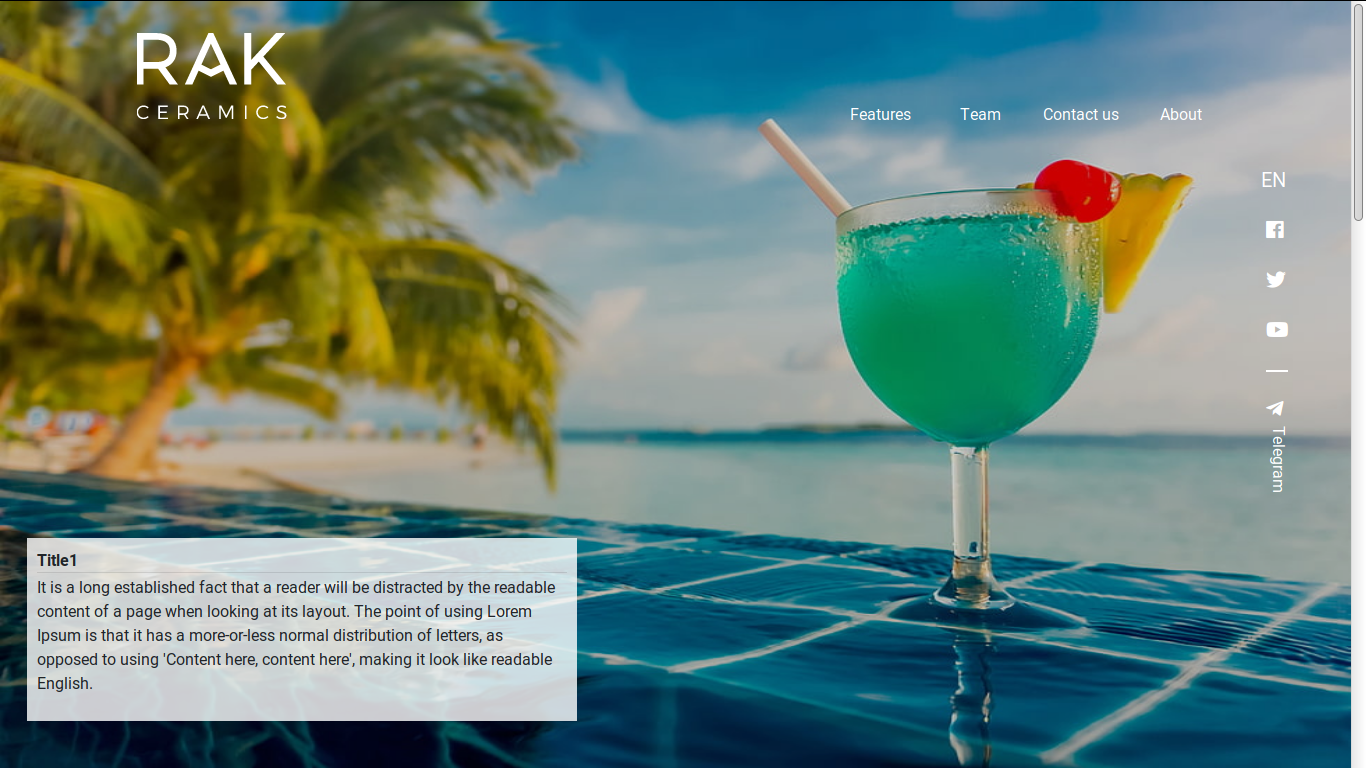 RAK
CERAMICS
Features Team Contact us About
EN
Telegram
Title1
It is a long established fact that a reader will be distracted by the readable
content of a page when looking at its layout. The point of using Lorem
Ipsum is that it has a more-or-less normal distribution of letters, as
opposed to using 'Content here, content here', making it look like readable
English.